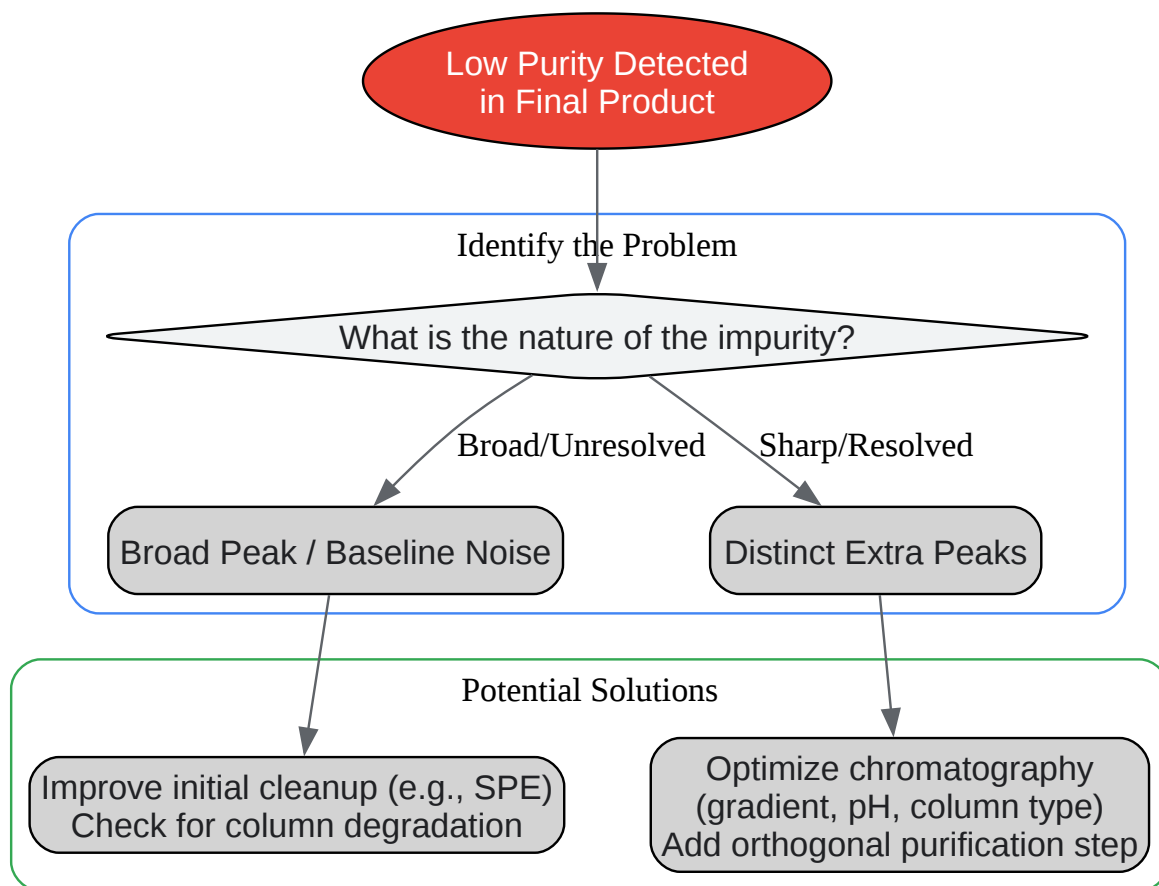 Low Purity Detected
in Final Product
Identify the Problem
What is the nature of the impurity?
Broad/Unresolved
Sharp/Resolved
Broad Peak / Baseline Noise
Distinct Extra Peaks
Potential Solutions
Improve initial cleanup (e.g., SPE)
Check for column degradation
Optimize chromatography
(gradient, pH, column type)
Add orthogonal purification step